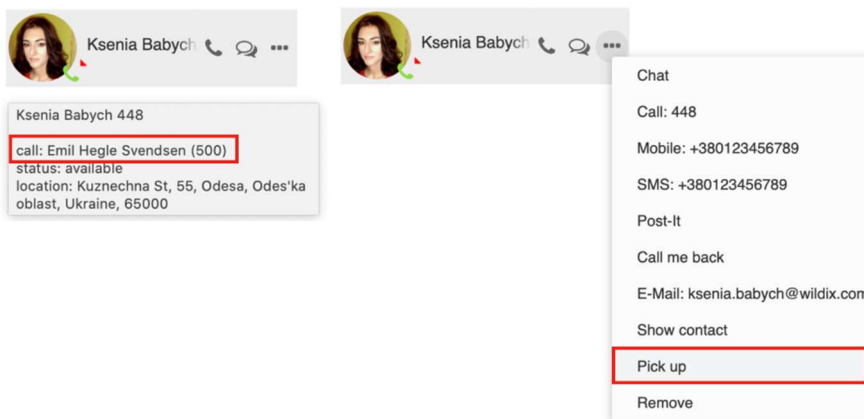 Ksenia Babych
Ksenia Babych 448
call: Emil Hegle Svendsen (500)
status: available
location: Kuznechna St, 55, Odesa, Odes'ka
oblast, Ukraine, 65000
Ksenia Babych
Chat
Call: 448
Mobile: +380123456789
SMS: +380123456789
Post-It
Call me back
E-Mail: ksenia.babych@wildix.com
Show contact
Pick up
Remove